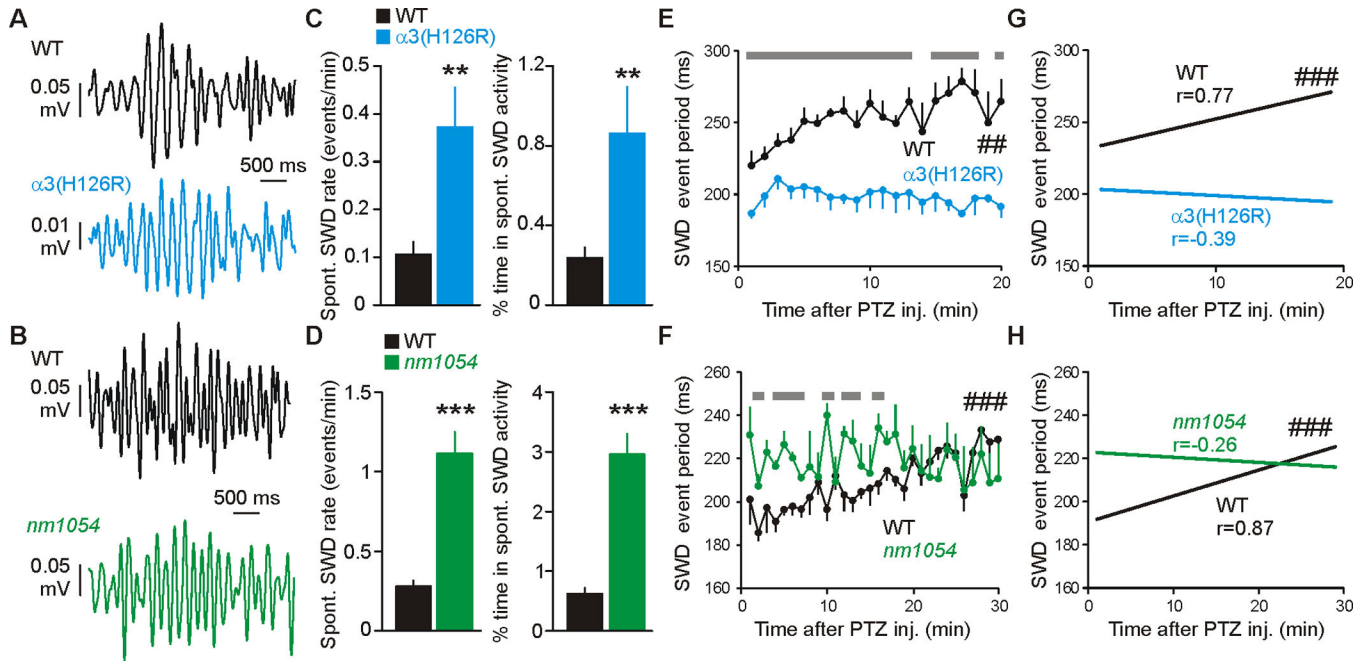 A
WT
0.05
mV
500 ms
α3(H126R)
0.01
mV
B
WT
0.05
mV
500 ms
nm1054
0.05
mV
C
WT
α3(H126R)
Spont. SWD rate (events/min)
0.5
0.4
0.3
0.2
0.1
0
**
% time in spont. SWD activity
1.2
0.9
0.6
0.3
0
**
D
WT
nm1054
Spont. SWD rate (events/min)
1.5
1
0.5
0
***
% time in spont. SWD activity
4
3
2
1
0
***
E
SWD event period (ms)
300
250
200
150
WT
##
α3(H126R)
0
10
20
Time after PTZ inj. (min)
F
SWD event period (ms)
260
240
220
200
180
160
###
WT
nm1054
0
10
20
30
Time after PTZ inj. (min)
G
SWD event period (ms)
300
250
200
150
WT
r=0.77
###
α3(H126R)
r=-0.39
0
10
20
Time after PTZ inj. (min)
H
SWD event period (ms)
260
240
220
200
180
160
nm1054
r=-0.26
###
WT
r=0.87
0
10
20
30
Time after PTZ inj. (min)